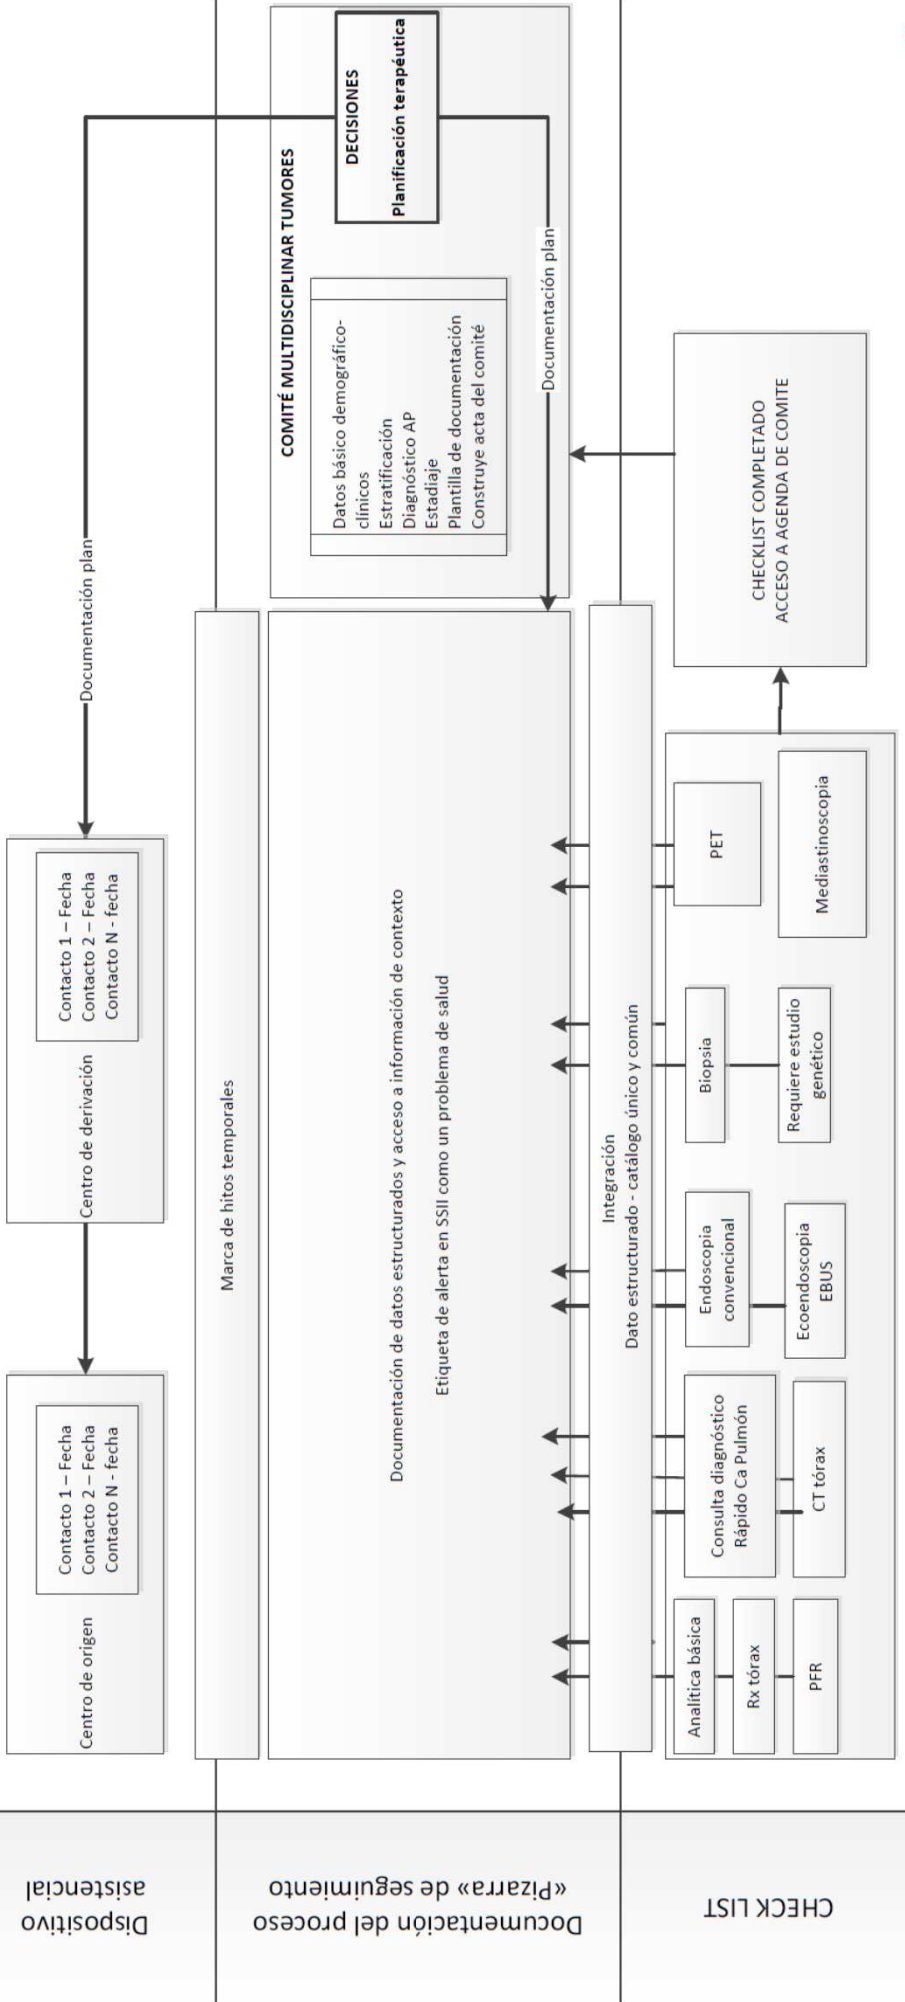 Dispositivo
asistencial
Centro de origen
Contacto 1 – Fecha
Contacto 2 – Fecha
Contacto N - fecha
Centro de derivación
Contacto 1 – Fecha
Contacto 2 – Fecha
Contacto N - fecha
Documentación plan
Documentación del proceso
«Pizarra» de seguimiento
Marca de hitos temporales
Documentación de datos estructurados y acceso a información de contexto
Etiqueta de alerta en SSII como un problema de salud
COMITÉ MULTIDISCIPLINAR TUMORES
Datos básico demográfico-
clínicos
Estratificación
Diagnóstico AP
Estadiaje
Plantilla de documentación
Construye acta del comité
DECISIONES
Planificación terapéutica
Documentación plan
Integración
Dato estructurado - catálogo único y común
CHECK LIST
Analítica básica
Rx tórax
PFR
Consulta diagnóstico
Rápido Ca Pulmón
CT tórax
Endoscopia
convencional
Ecoendoscopia
EBUS
Biopsia
Requiere estudio
genético
PET
Mediastinoscopia
CHECKLIST COMPLETADO
ACCESO A AGENDA DE COMITE